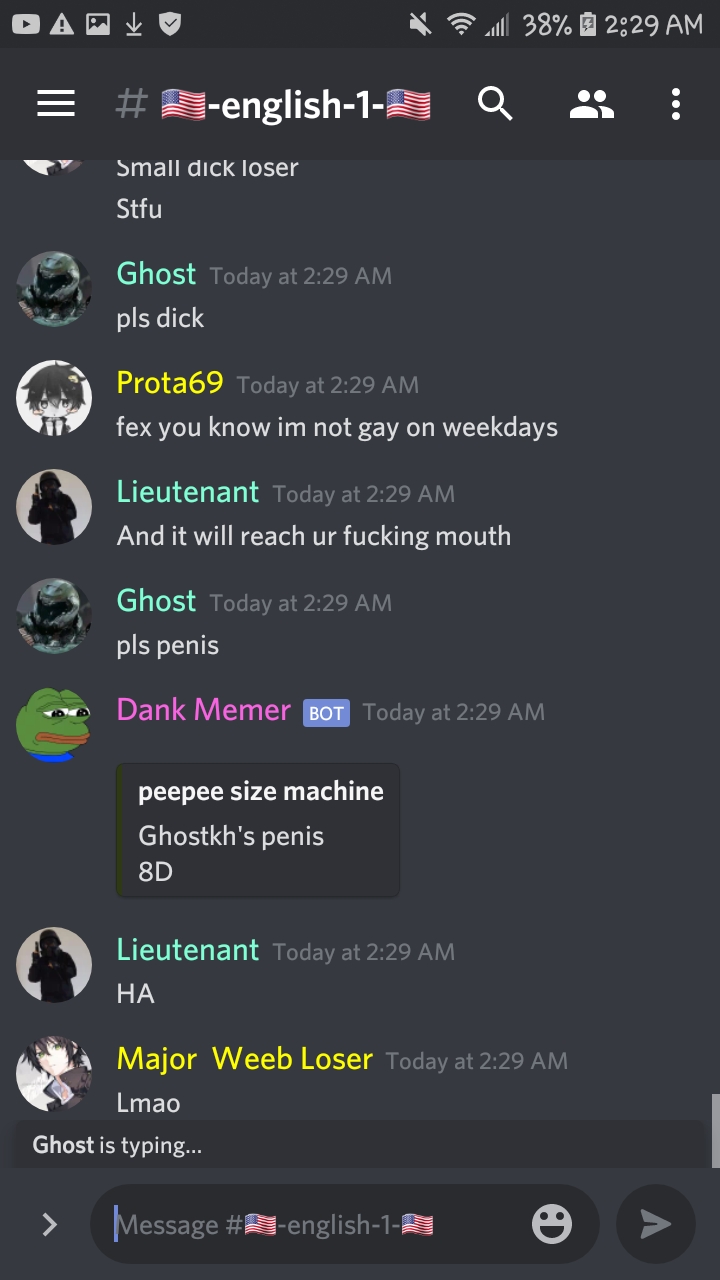 38% 2:29 AM
# 🇺🇸-english-1-🇺🇸
Small dick loser
Stfu
Ghost Today at 2:29 AM
pls dick
Prota69 Today at 2:29 AM
fex you know im not gay on weekdays
Lieutenant Today at 2:29 AM
And it will reach ur fucking mouth
Ghost Today at 2:29 AM
pls penis
Dank Memer BOT Today at 2:29 AM
peepee size machine
Ghostkh's penis
8D
Lieutenant Today at 2:29 AM
HA
Major Weeb Loser Today at 2:29 AM
Lmao
Ghost is typing...
Message #🇺🇸-english-1-🇺🇸